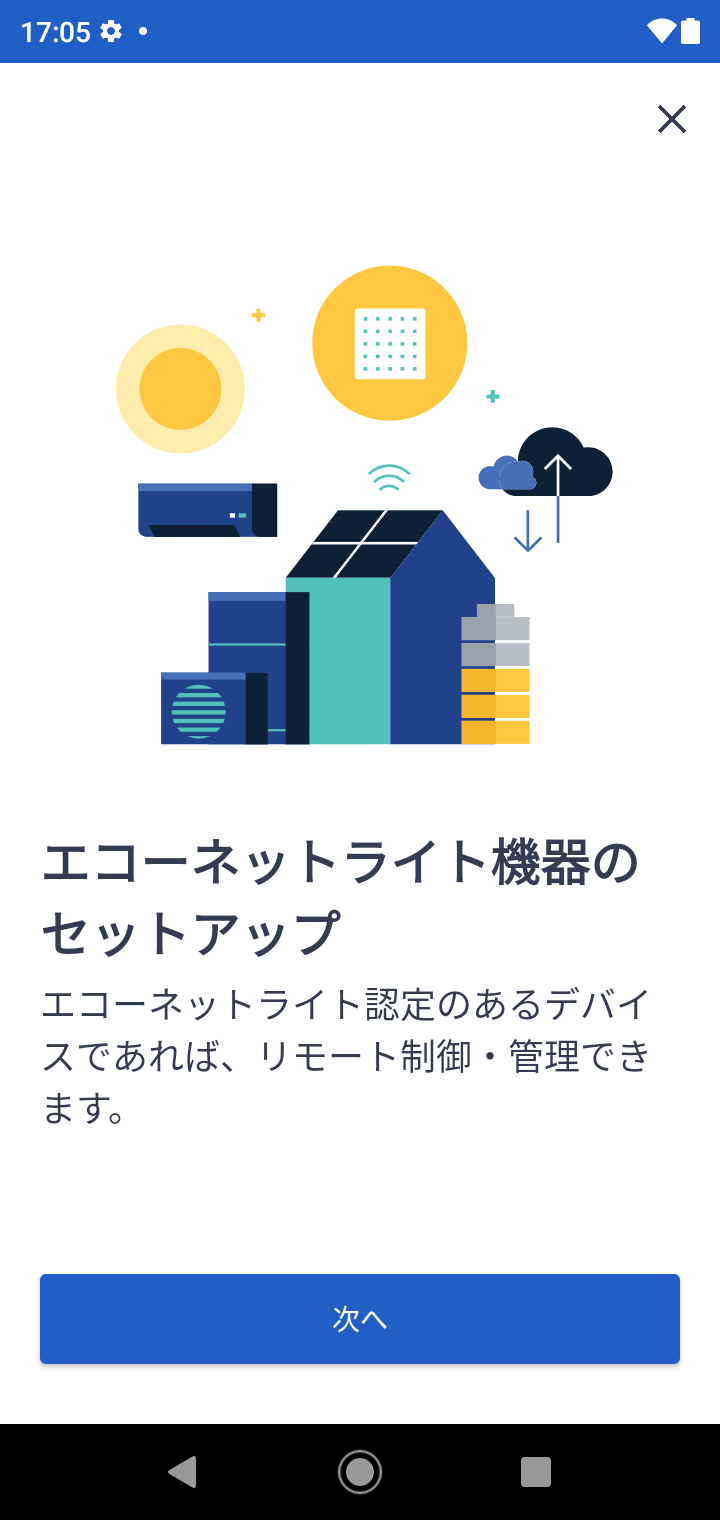 17:05
エコーネットライト機器の
セットアップ
エコーネットライト認定のあるデバイ
スであれば、リモート制御・管理でき
ます。
次へ